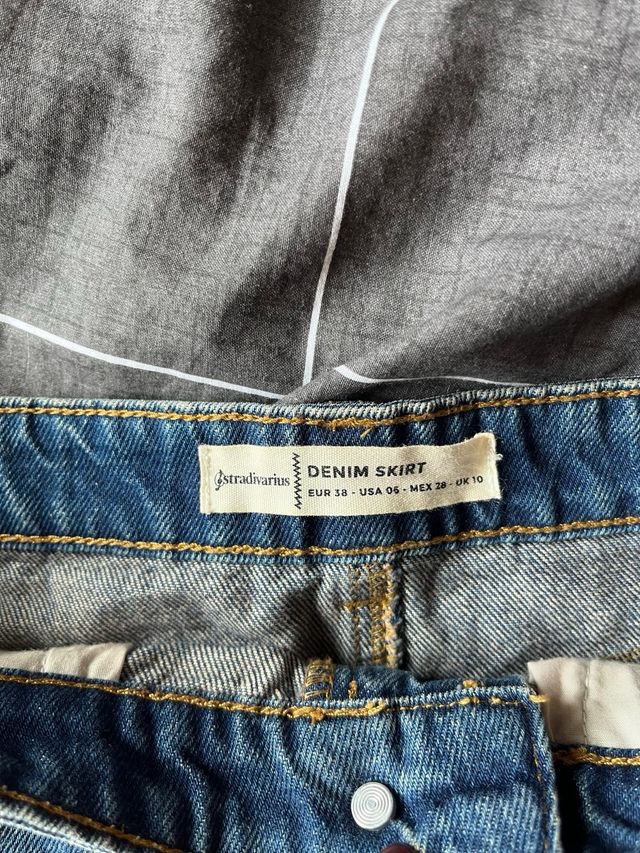 stradivarius
DENIM SKIRT
EUR 38 - USA 06 - MEX 28 - UK 10